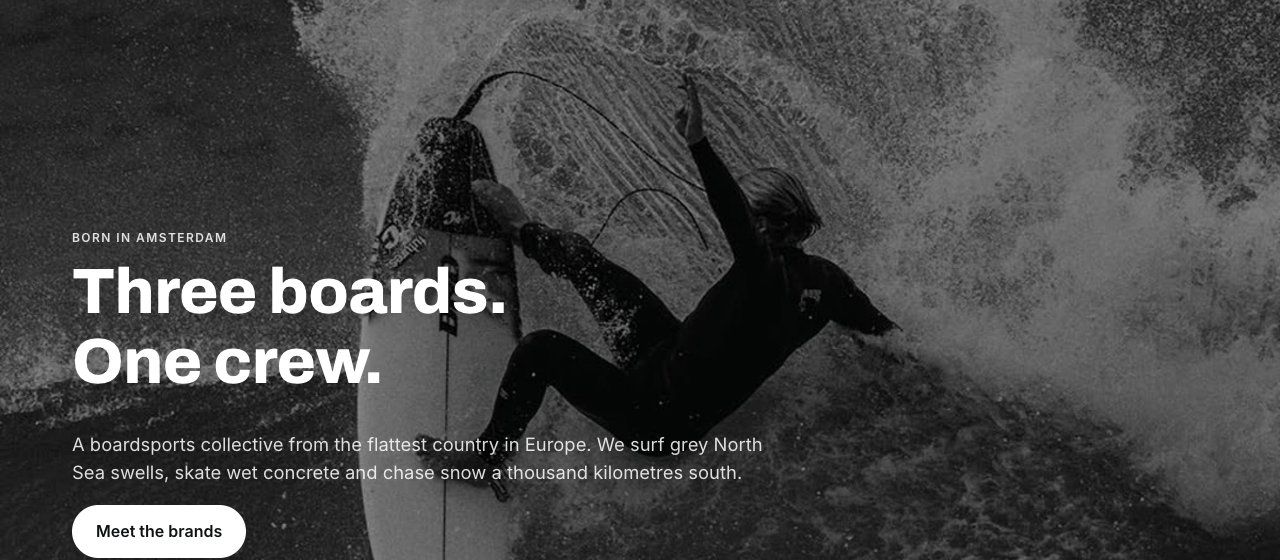 BORN IN AMSTERDAM
Three boards.
One crew.
A boardsports collective from the flattest country in Europe. We surf grey North
Sea swells, skate wet concrete and chase snow a thousand kilometres south.
Meet the brands